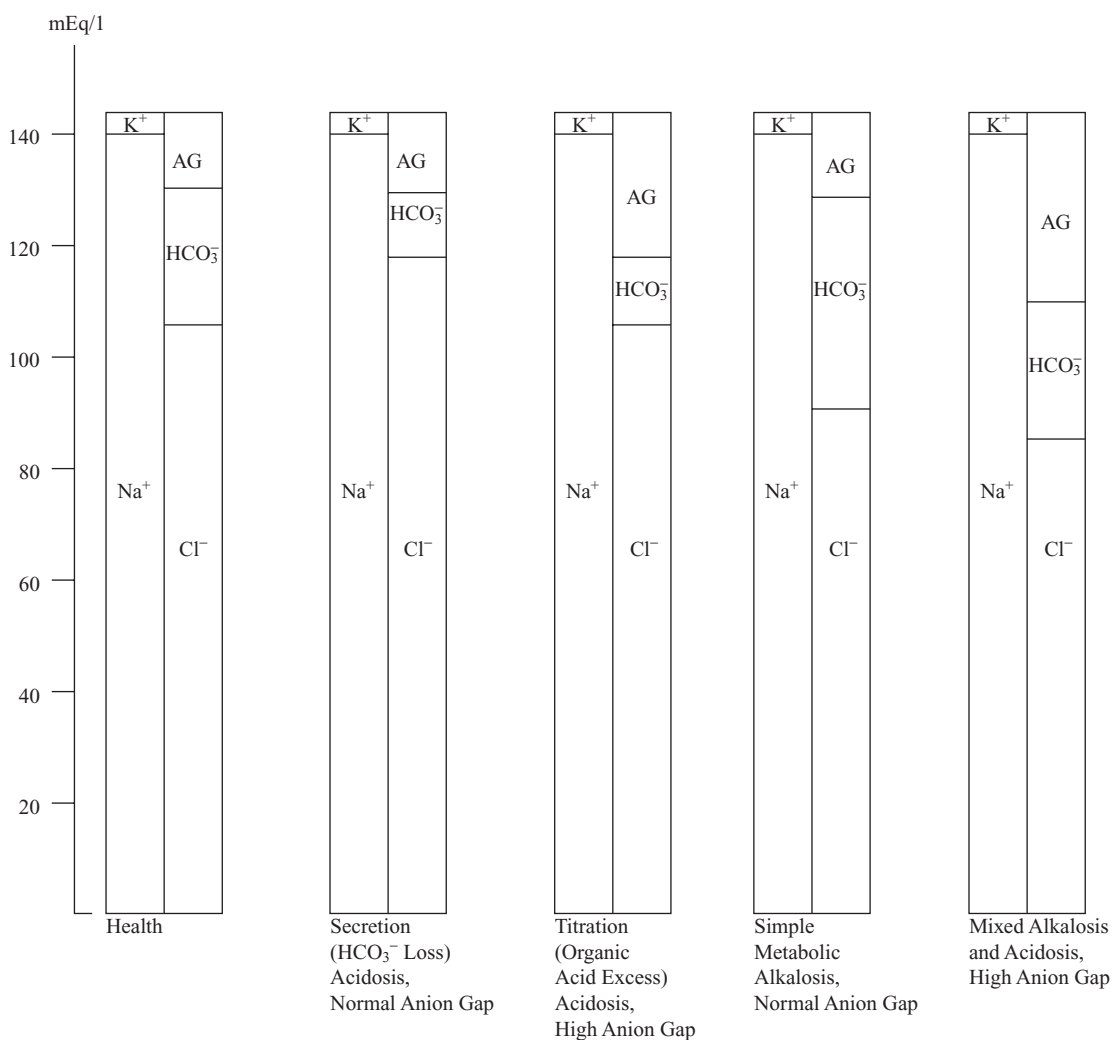 mEq/l
140
120
100
80
60
40
20
K⁺
AG
HCO₃⁻
Na⁺
Cl⁻
Health
K⁺
AG
HCO₃⁻
Na⁺
Cl⁻
Secretion
(HCO₃⁻ Loss)
Acidosis,
Normal Anion Gap
K⁺
AG
HCO₃⁻
Na⁺
Cl⁻
Titration
(Organic
Acid Excess)
Acidosis,
High Anion Gap
K⁺
AG
HCO₃⁻
Na⁺
Cl⁻
Simple
Metabolic
Alkalosis,
Normal Anion Gap
K⁺
AG
HCO₃⁻
Na⁺
Cl⁻
Mixed Alkalosis
and Acidosis,
High Anion Gap